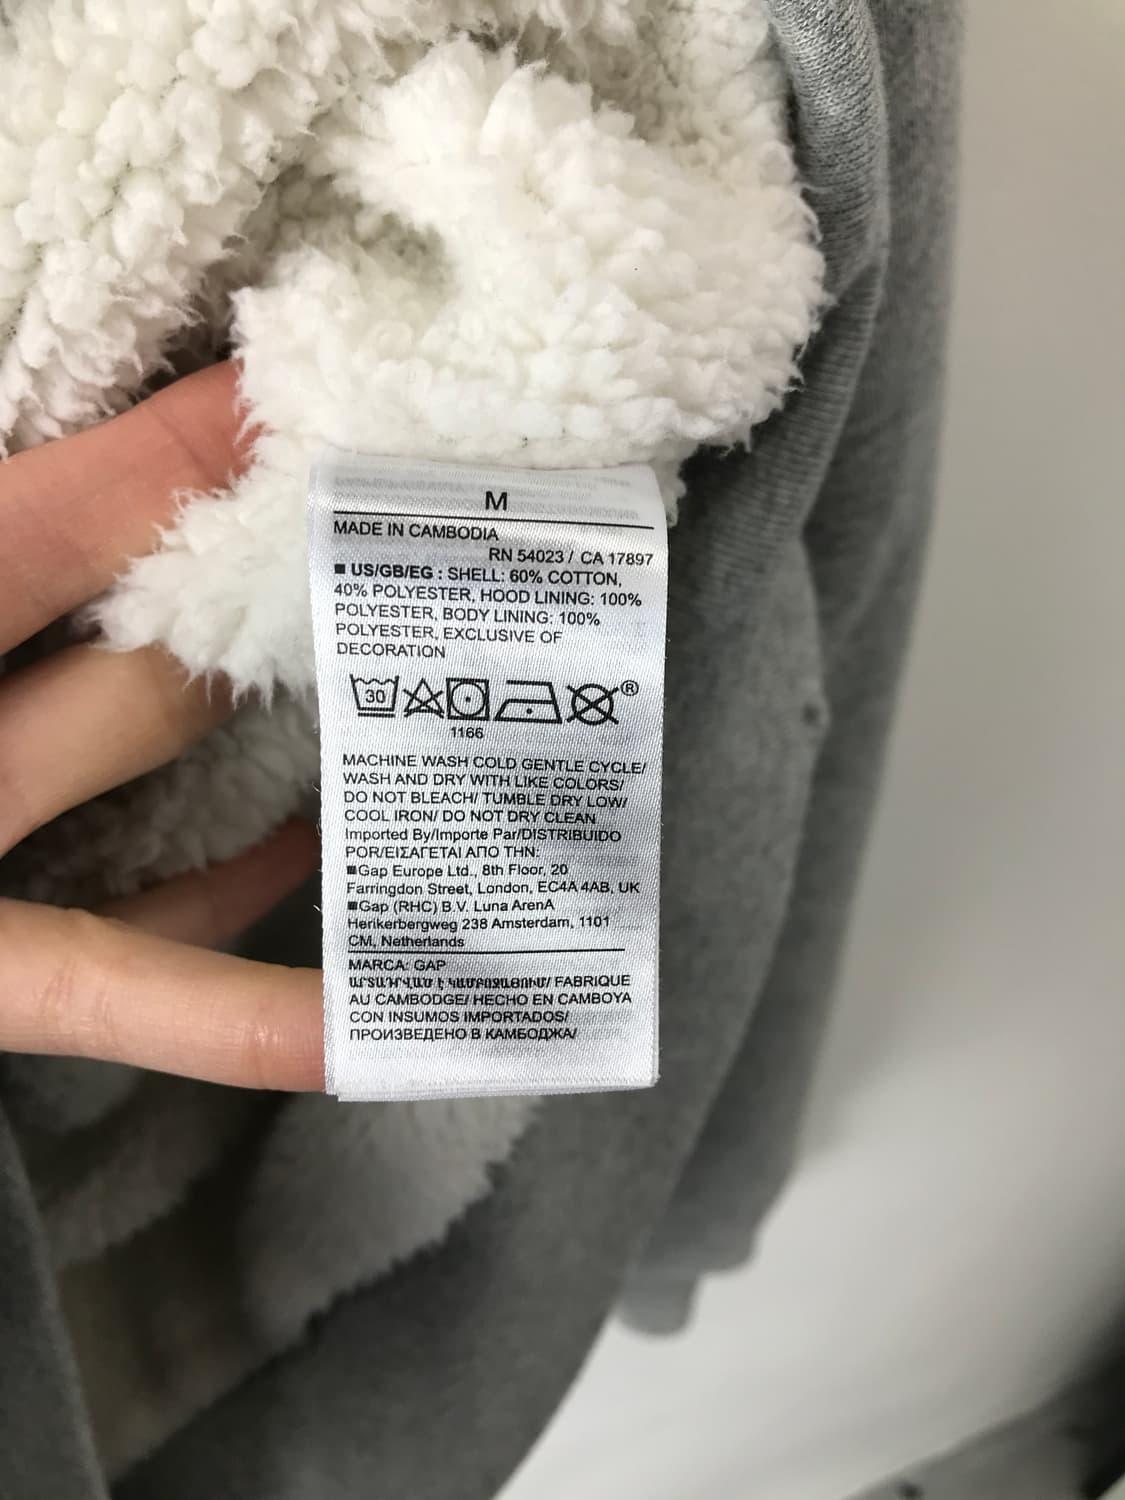 M
MADE IN CAMBODIA
RN 54023 / CA 17897
■ US/GB/EG : SHELL: 60% COTTON,
40% POLYESTER, HOOD LINING: 100%
POLYESTER, BODY LINING: 100%
POLYESTER, EXCLUSIVE OF
DECORATION
30
®
1166
MACHINE WASH COLD GENTLE CYCLE/
WASH AND DRY WITH LIKE COLORS/
DO NOT BLEACH/ TUMBLE DRY LOW/
COOL IRON/ DO NOT DRY CLEAN
Imported By/Importe Par/DISTRIBUIDO
POR/ΕΙΣΑΓΕΤΑΙ ΑΠΟ ΤΗΝ:
■Gap Europe Ltd., 8th Floor, 20
Farringdon Street, London, EC4A 4AB, UK
■Gap (RHC) B.V. Luna ArenA
Herikerbergweg 238 Amsterdam, 1101
CM, Netherlands
MARCA: GAP
ԱՐՏԱԴՐՎԱԾ Է ԿԱՄԲՈՋԱՅՈՒՄ/ FABRIQUE
AU CAMBODGE/ HECHO EN CAMBOYA
CON INSUMOS IMPORTADOS/
ПРОИЗВЕДЕНО В КАМБОДЖА/